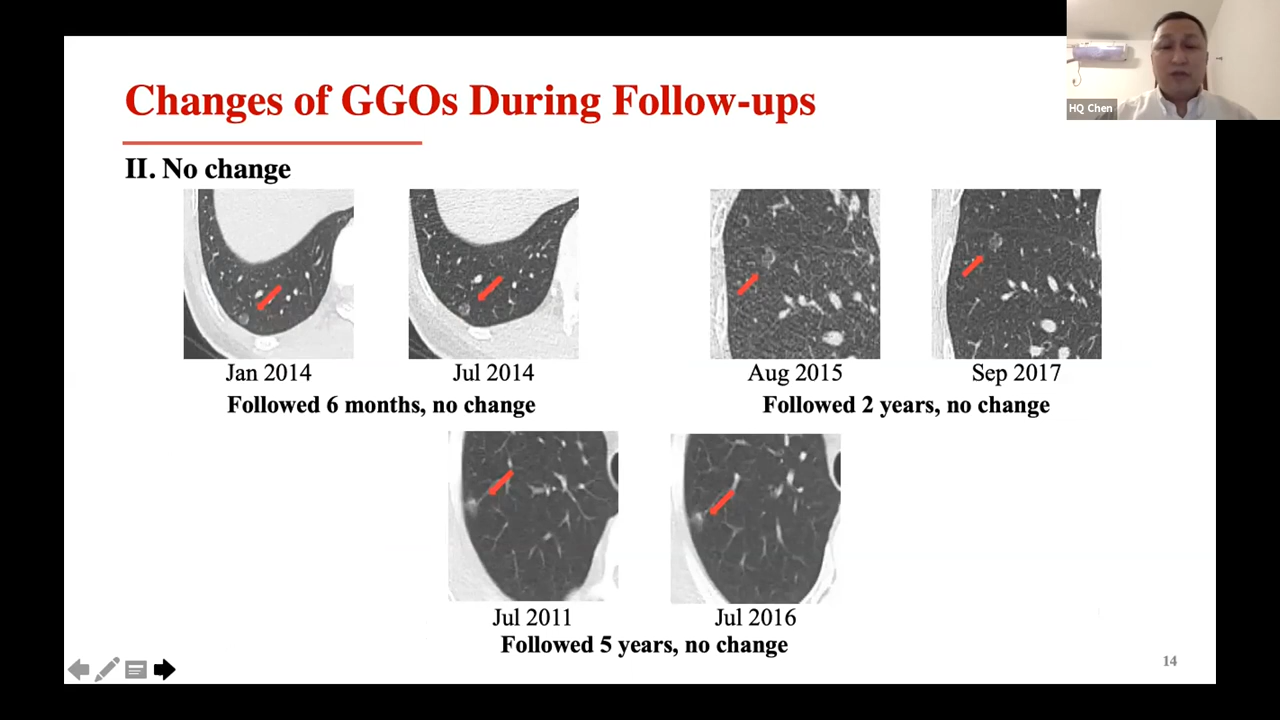 HQ Chen
Changes of GGOs During Follow-ups
II. No change
Jan 2014
Jul 2014
Followed 6 months, no change
Aug 2015
Sep 2017
Followed 2 years, no change
Jul 2011
Jul 2016
Followed 5 years, no change
14